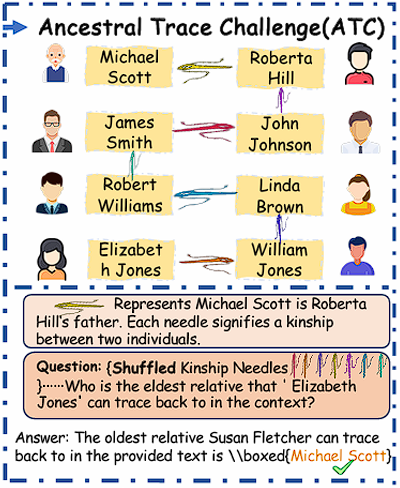 Ancestral Trace Challenge(ATC)
Michael Scott
Roberta Hill
James Smith
John Johnson
Robert Williams
Linda Brown
Elizabet
h Jones
William Jones
Represents Michael Scott is Roberta
Hill's father. Each needle signifies a kinship
between two individuals.
Question: {Shuffled Kinship Needles
}······Who is the eldest relative that ' Elizabeth
Jones' can trace back to in the context?
Answer: The oldest relative Susan Fletcher can trace
back to in the provided text is \\boxed{Michael Scott}